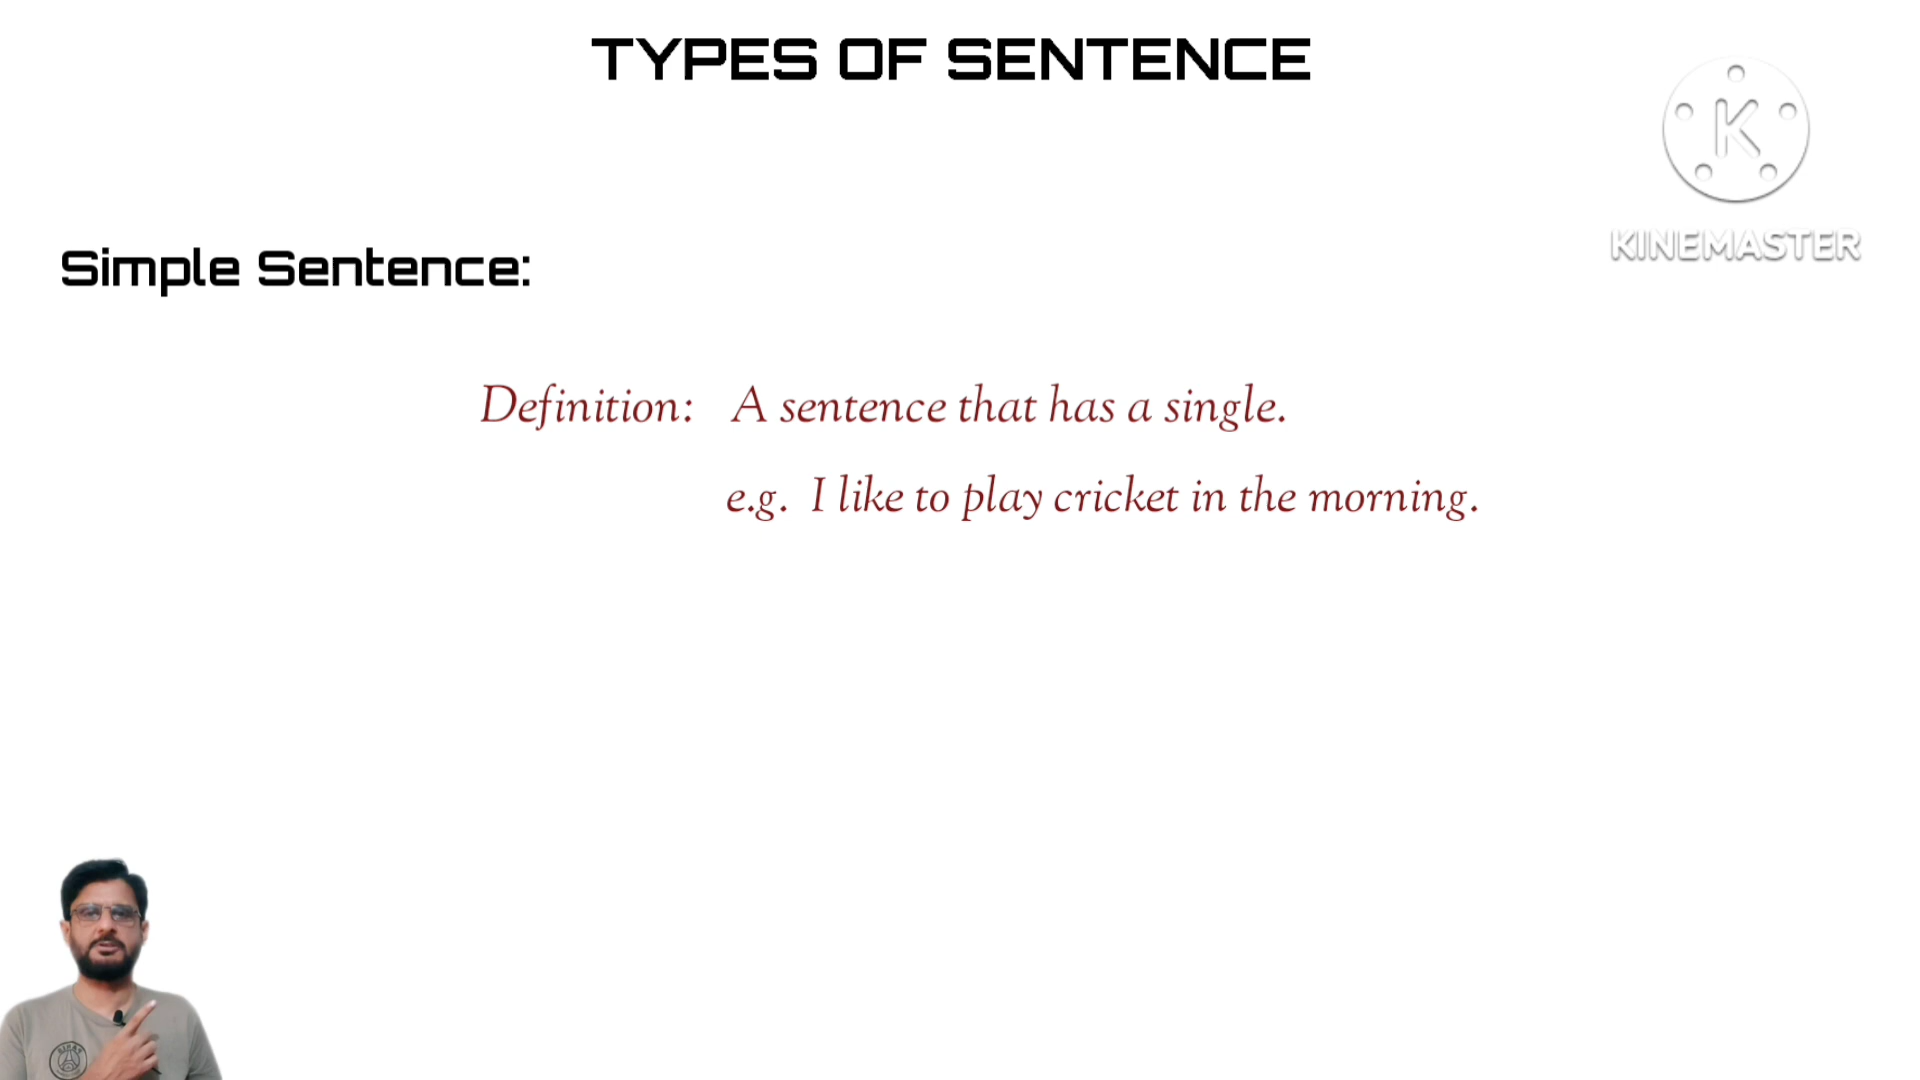 TYPES OF SENTENCE
K
KINEMASTER
Simple Sentence:
Definition: A sentence that has a single.
e.g. I like to play cricket in the morning.